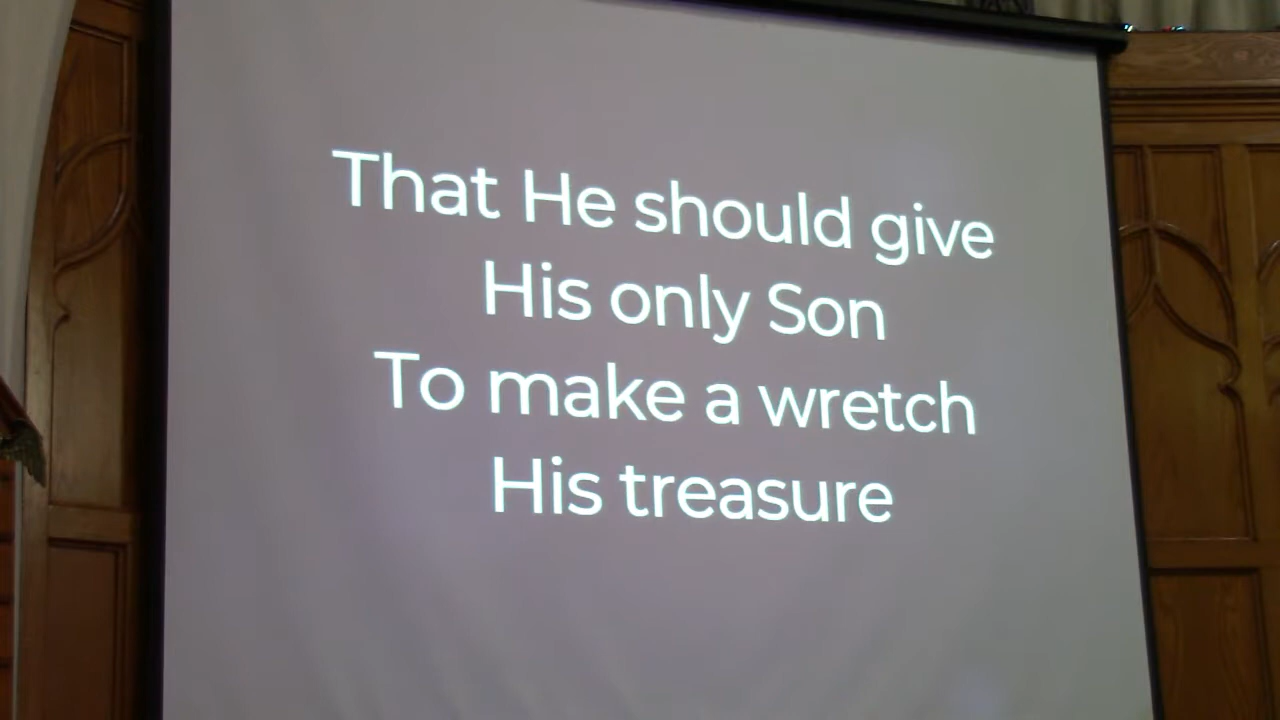 That He should give
His only Son
To make a wretch
His treasure